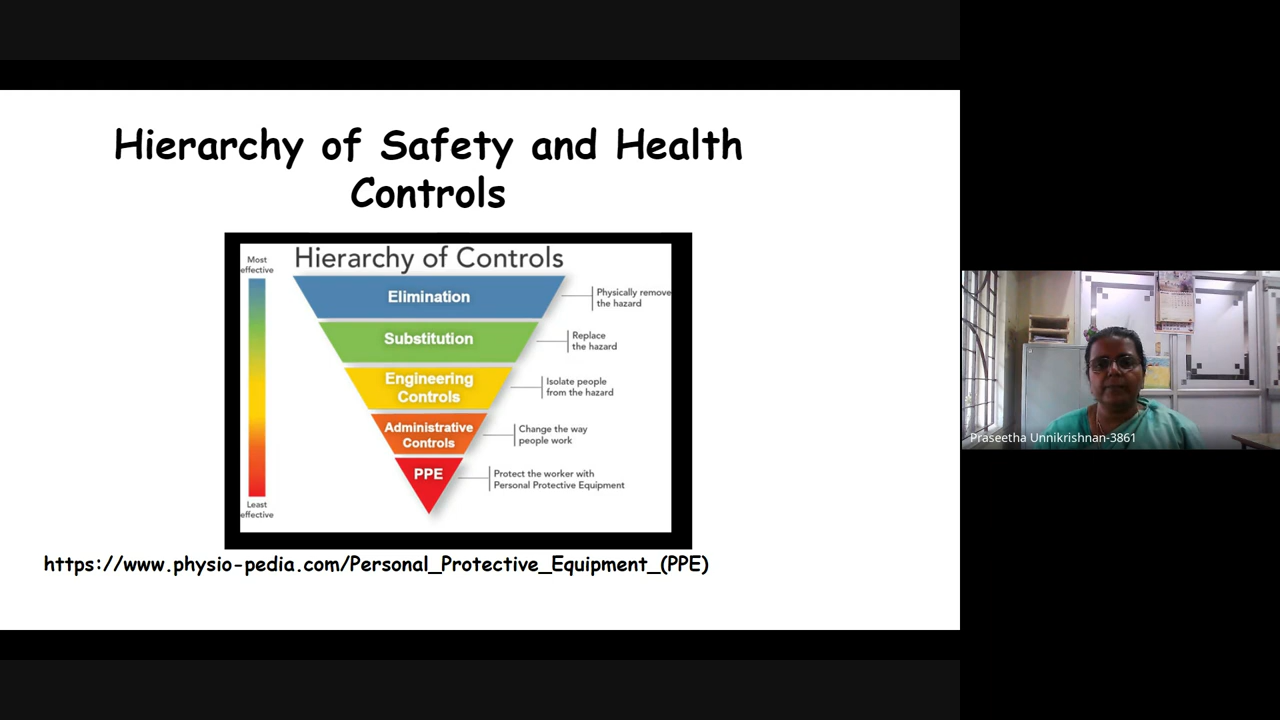 Hierarchy of Safety and Health
Controls
Hierarchy of Controls
Most
effective
Elimination
Physically remove
the hazard
Substitution
Replace
the hazard
Engineering
Controls
Isolate people
from the hazard
Administrative
Controls
Change the way
people work
PPE
Protect the worker with
Personal Protective Equipment
Least
effective
https://www.physio-pedia.com/Personal_Protective_Equipment_(PPE)
Praseetha Unnikrishnan-3861